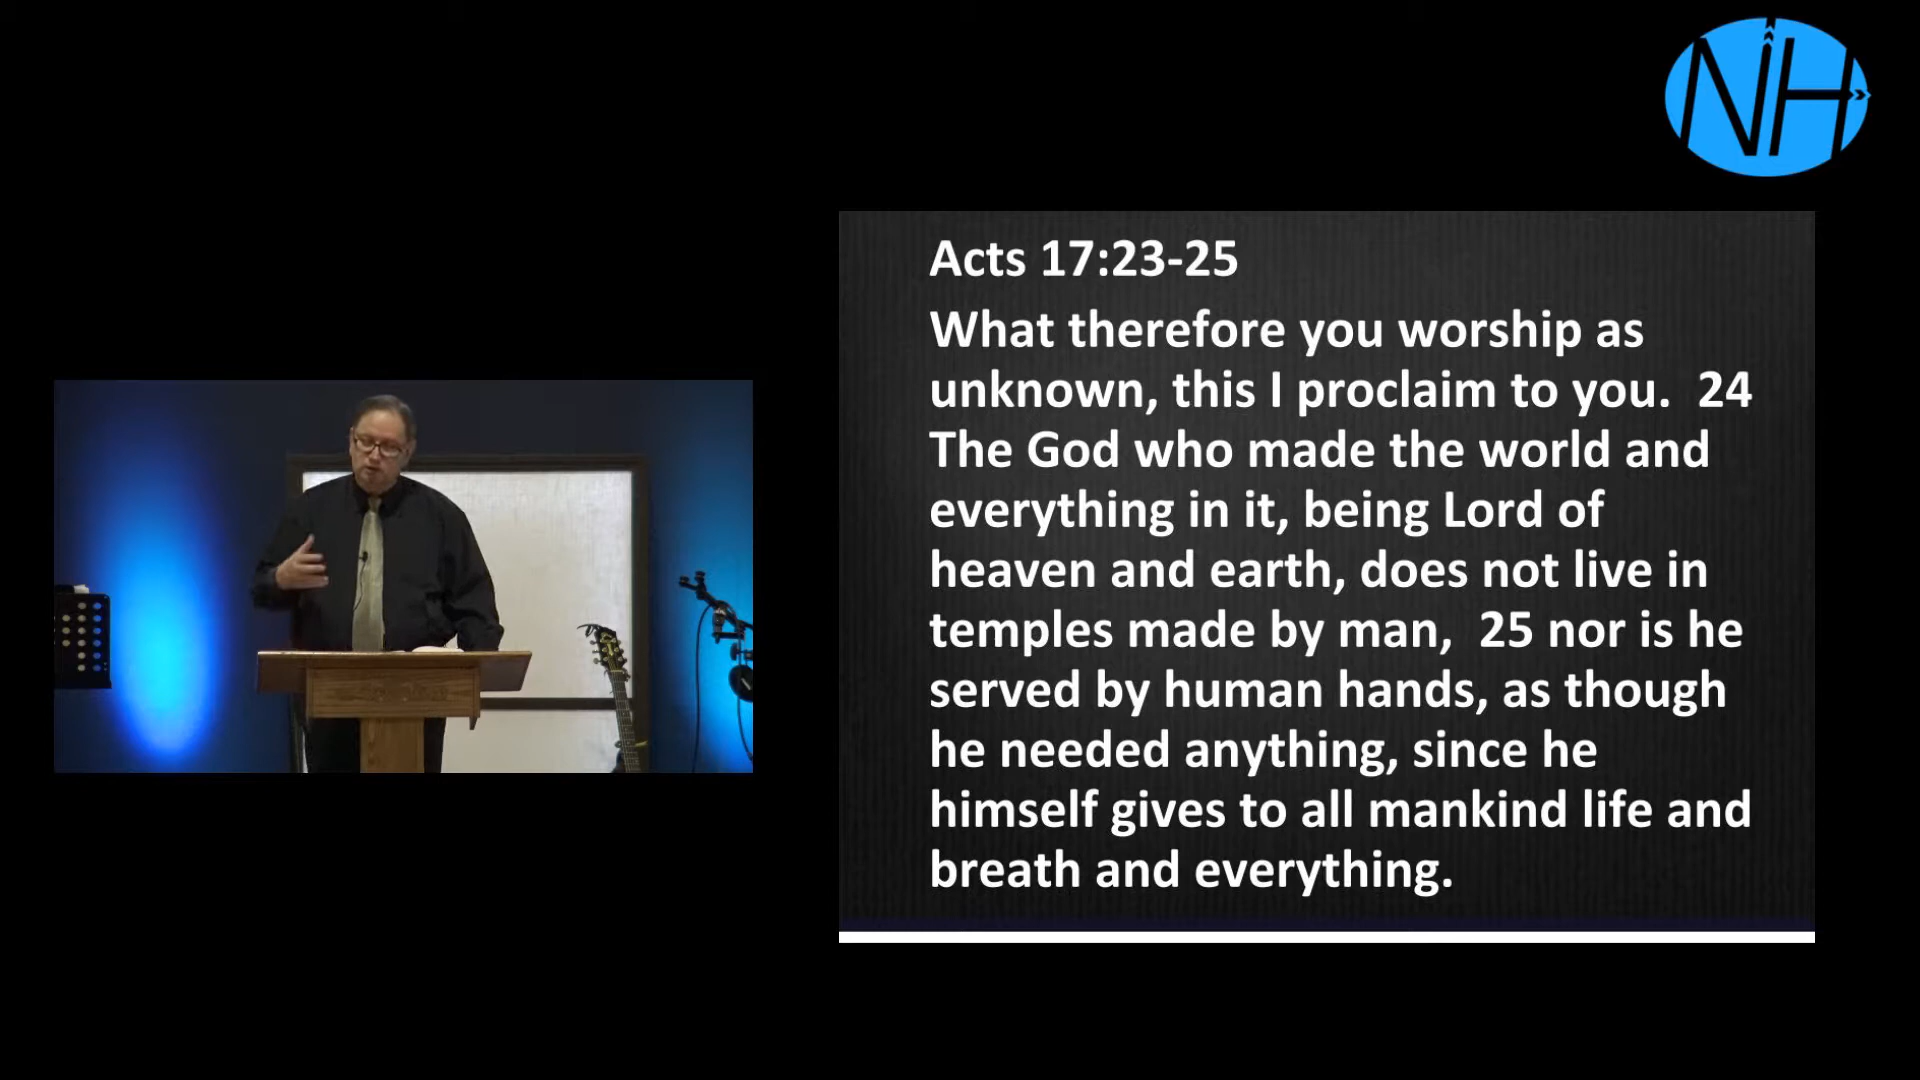 NH
Acts 17:23-25
What therefore you worship as
unknown, this I proclaim to you.  24
The God who made the world and
everything in it, being Lord of
heaven and earth, does not live in
temples made by man,  25 nor is he
served by human hands, as though
he needed anything, since he
himself gives to all mankind life and
breath and everything.